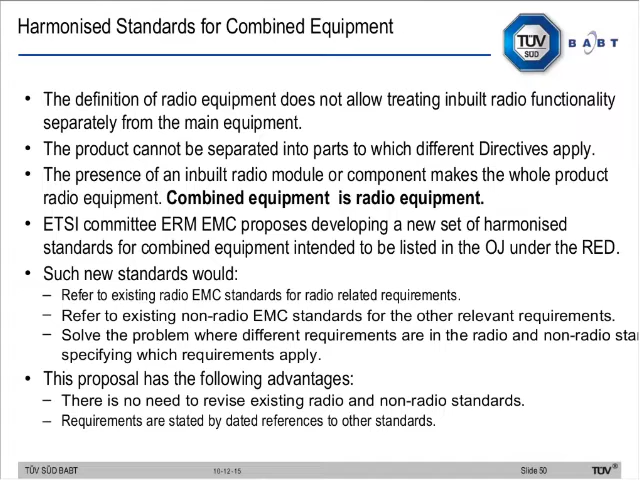 Harmonised Standards for Combined Equipment
TÜV
SÜD
BABT
• The definition of radio equipment does not allow treating inbuilt radio functionality
separately from the main equipment.
• The product cannot be separated into parts to which different Directives apply.
• The presence of an inbuilt radio module or component makes the whole product
radio equipment. Combined equipment is radio equipment.
• ETSI committee ERM EMC proposes developing a new set of harmonised
standards for combined equipment intended to be listed in the OJ under the RED.
• Such new standards would:
– Refer to existing radio EMC standards for radio related requirements.
– Refer to existing non-radio EMC standards for the other relevant requirements.
– Solve the problem where different requirements are in the radio and non-radio
specifying which requirements apply.
• This proposal has the following advantages:
– There is no need to revise existing radio and non-radio standards.
– Requirements are stated by dated references to other standards.
TÜV SÜD BABT
10-12-15
Slide 50
TÜV®